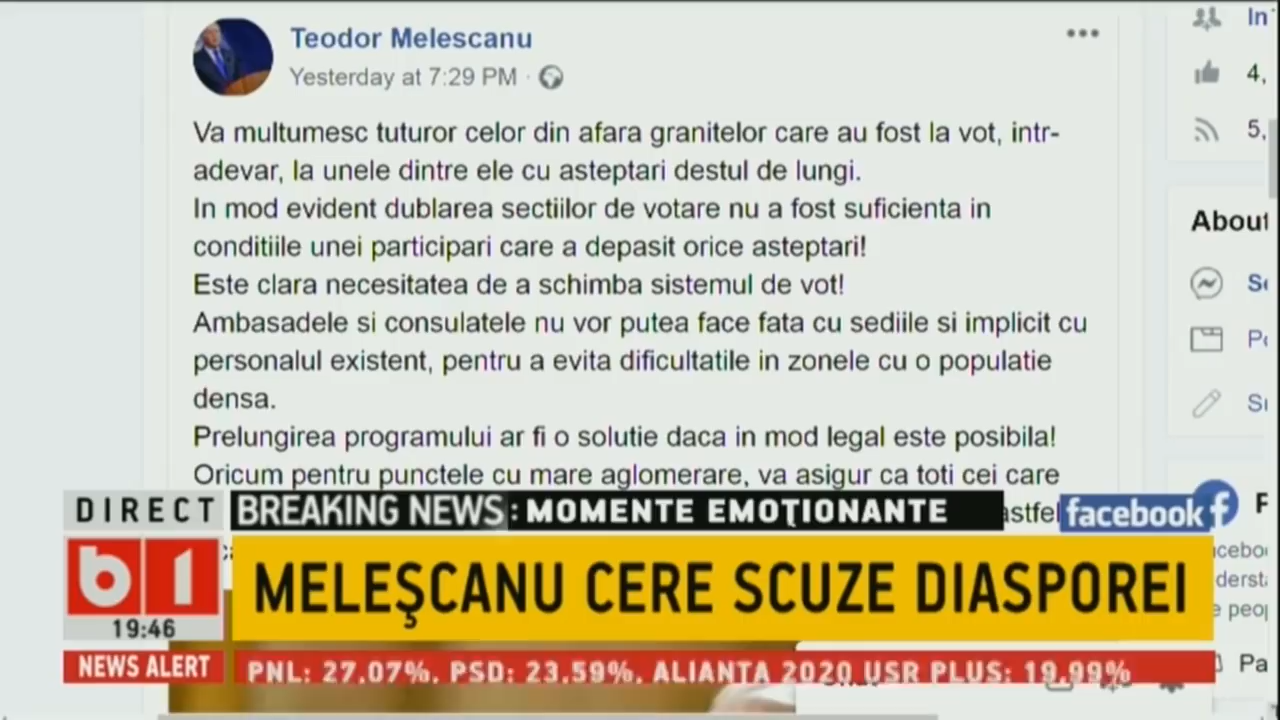 Teodor Melescanu
Yesterday at 7:29 PM
Va multumesc tuturor celor din afara granitelor care au fost la vot, intr-
adevar, la unele dintre ele cu asteptari destul de lungi.
In mod evident dublarea sectiilor de votare nu a fost suficienta in
conditiile unei participari care a depasit orice asteptari!
Este clara necesitatea de a schimba sistemul de vot!
Ambasadele si consulatele nu vor putea face fata cu sediile si implicit cu
personalul existent, pentru a evita dificultatile in zonele cu o populatie
densa.
Prelungirea programului ar fi o solutie daca in mod legal este posibila!
Oricum pentru punctele cu mare aglomerare, va asigur ca toti cei care
astfel
In
4,
5,
About
Pa
DIRECT
BREAKING NEWS: MOMENTE EMOŢIONANTE
facebook f
b1
MELEŞCANU CERE SCUZE DIASPOREI
19:46
NEWS ALERT
PNL: 27,07%, PSD: 23,59%, ALIANTA 2020 USR PLUS: 19,99%